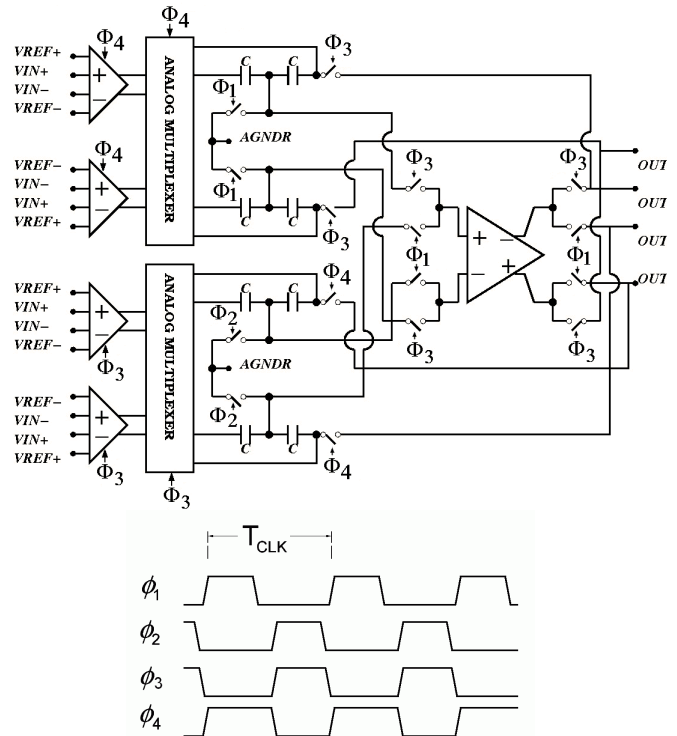 Φ4
VREF+
VIN+
VIN−
VREF−
Φ4
+
−
ANALOG MULTIPLEXER
C
C
Φ3
Φ1
AGNDR
Φ4
VREF−
VIN−
VIN+
VREF+
+
−
Φ1
C
C
Φ3
Φ3
Φ3
OUT
OUT
OUT
OUT
Φ1
Φ1
+
−
−
+
Φ3
Φ3
VREF+
VIN+
VIN−
VREF−
+
−
Φ3
ANALOG MULTIPLEXER
C
C
Φ4
Φ2
AGNDR
Φ2
VREF−
VIN−
VIN+
VREF+
+
−
Φ3
C
C
Φ4
Φ3
TCLK
ϕ1
ϕ2
ϕ3
ϕ4